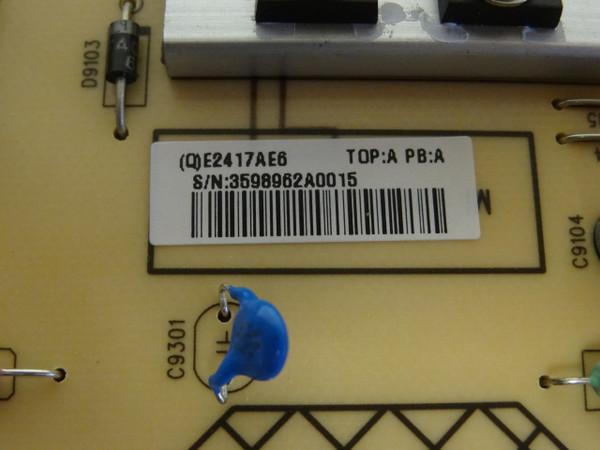 D9103
(Q)E2417AE6 TOP:A PB:A
S/N:3598962A0015
M
C9104
C9301